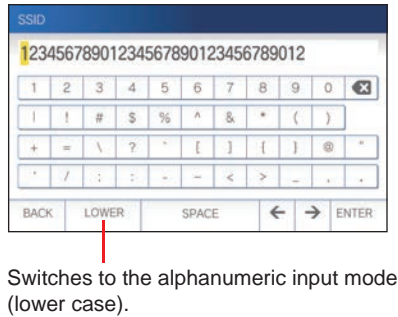 SSID
12345678901234567890123456789012
1 2 3 4 5 6 7 8 9 0
| ! # $ % ^ & * ( )
+ = \ ? ` [ ] { } @ "
' / ; : - ~ < > _ , .
BACK LOWER SPACE ← → ENTER
Switches to the alphanumeric input mode
(lower case).